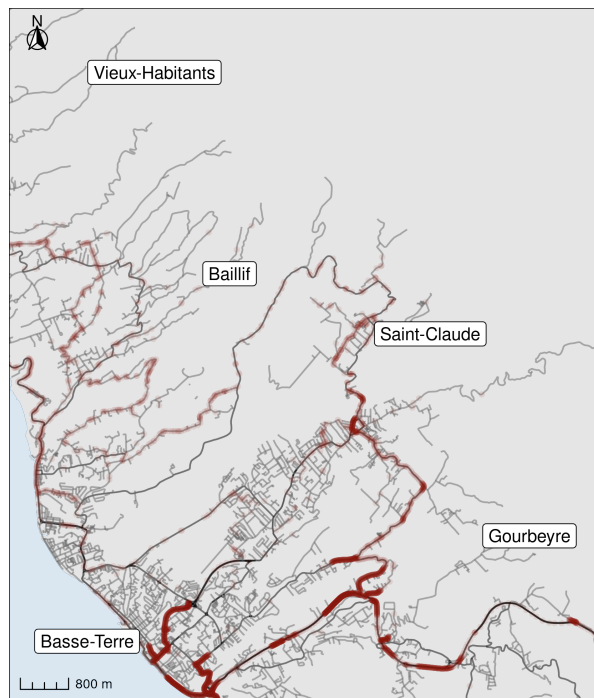 N
Vieux-Habitants
Baillif
Saint-Claude
Gourbeyre
Basse-Terre
800 m